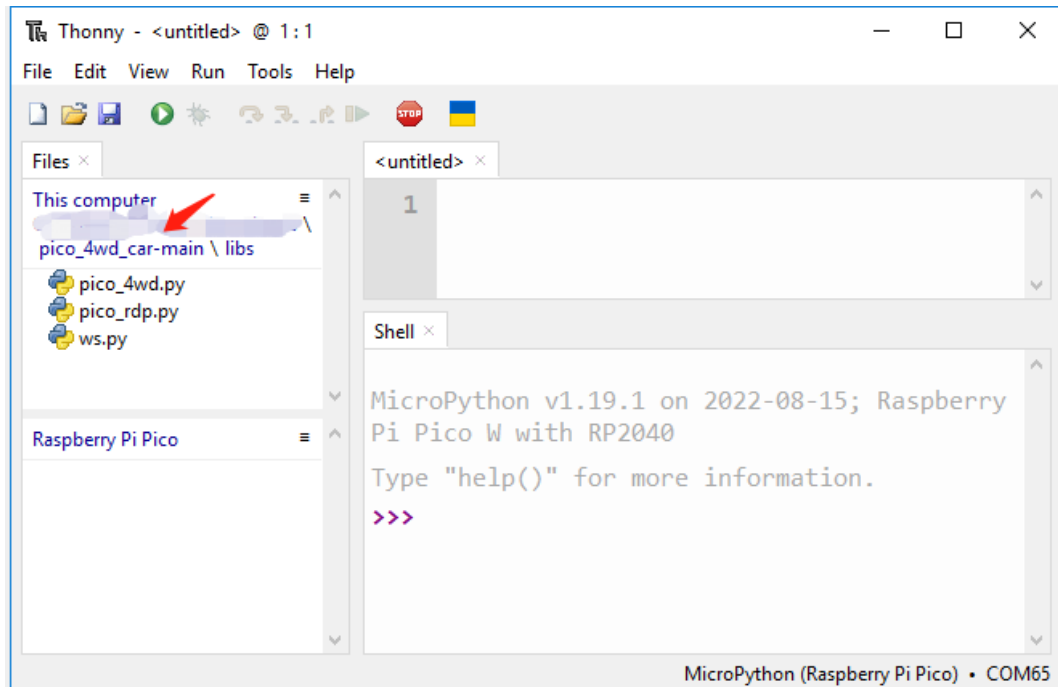 Thonny - <untitled> @ 1:1
File Edit View Run Tools Help
STOP
Files
<untitled>
This computer
\
pico_4wd_car-main \ libs
pico_4wd.py
pico_rdp.py
ws.py
1
Shell
Raspberry Pi Pico
MicroPython v1.19.1 on 2022-08-15; Raspberry
Pi Pico W with RP2040
Type "help()" for more information.
>>>
MicroPython (Raspberry Pi Pico) • COM65